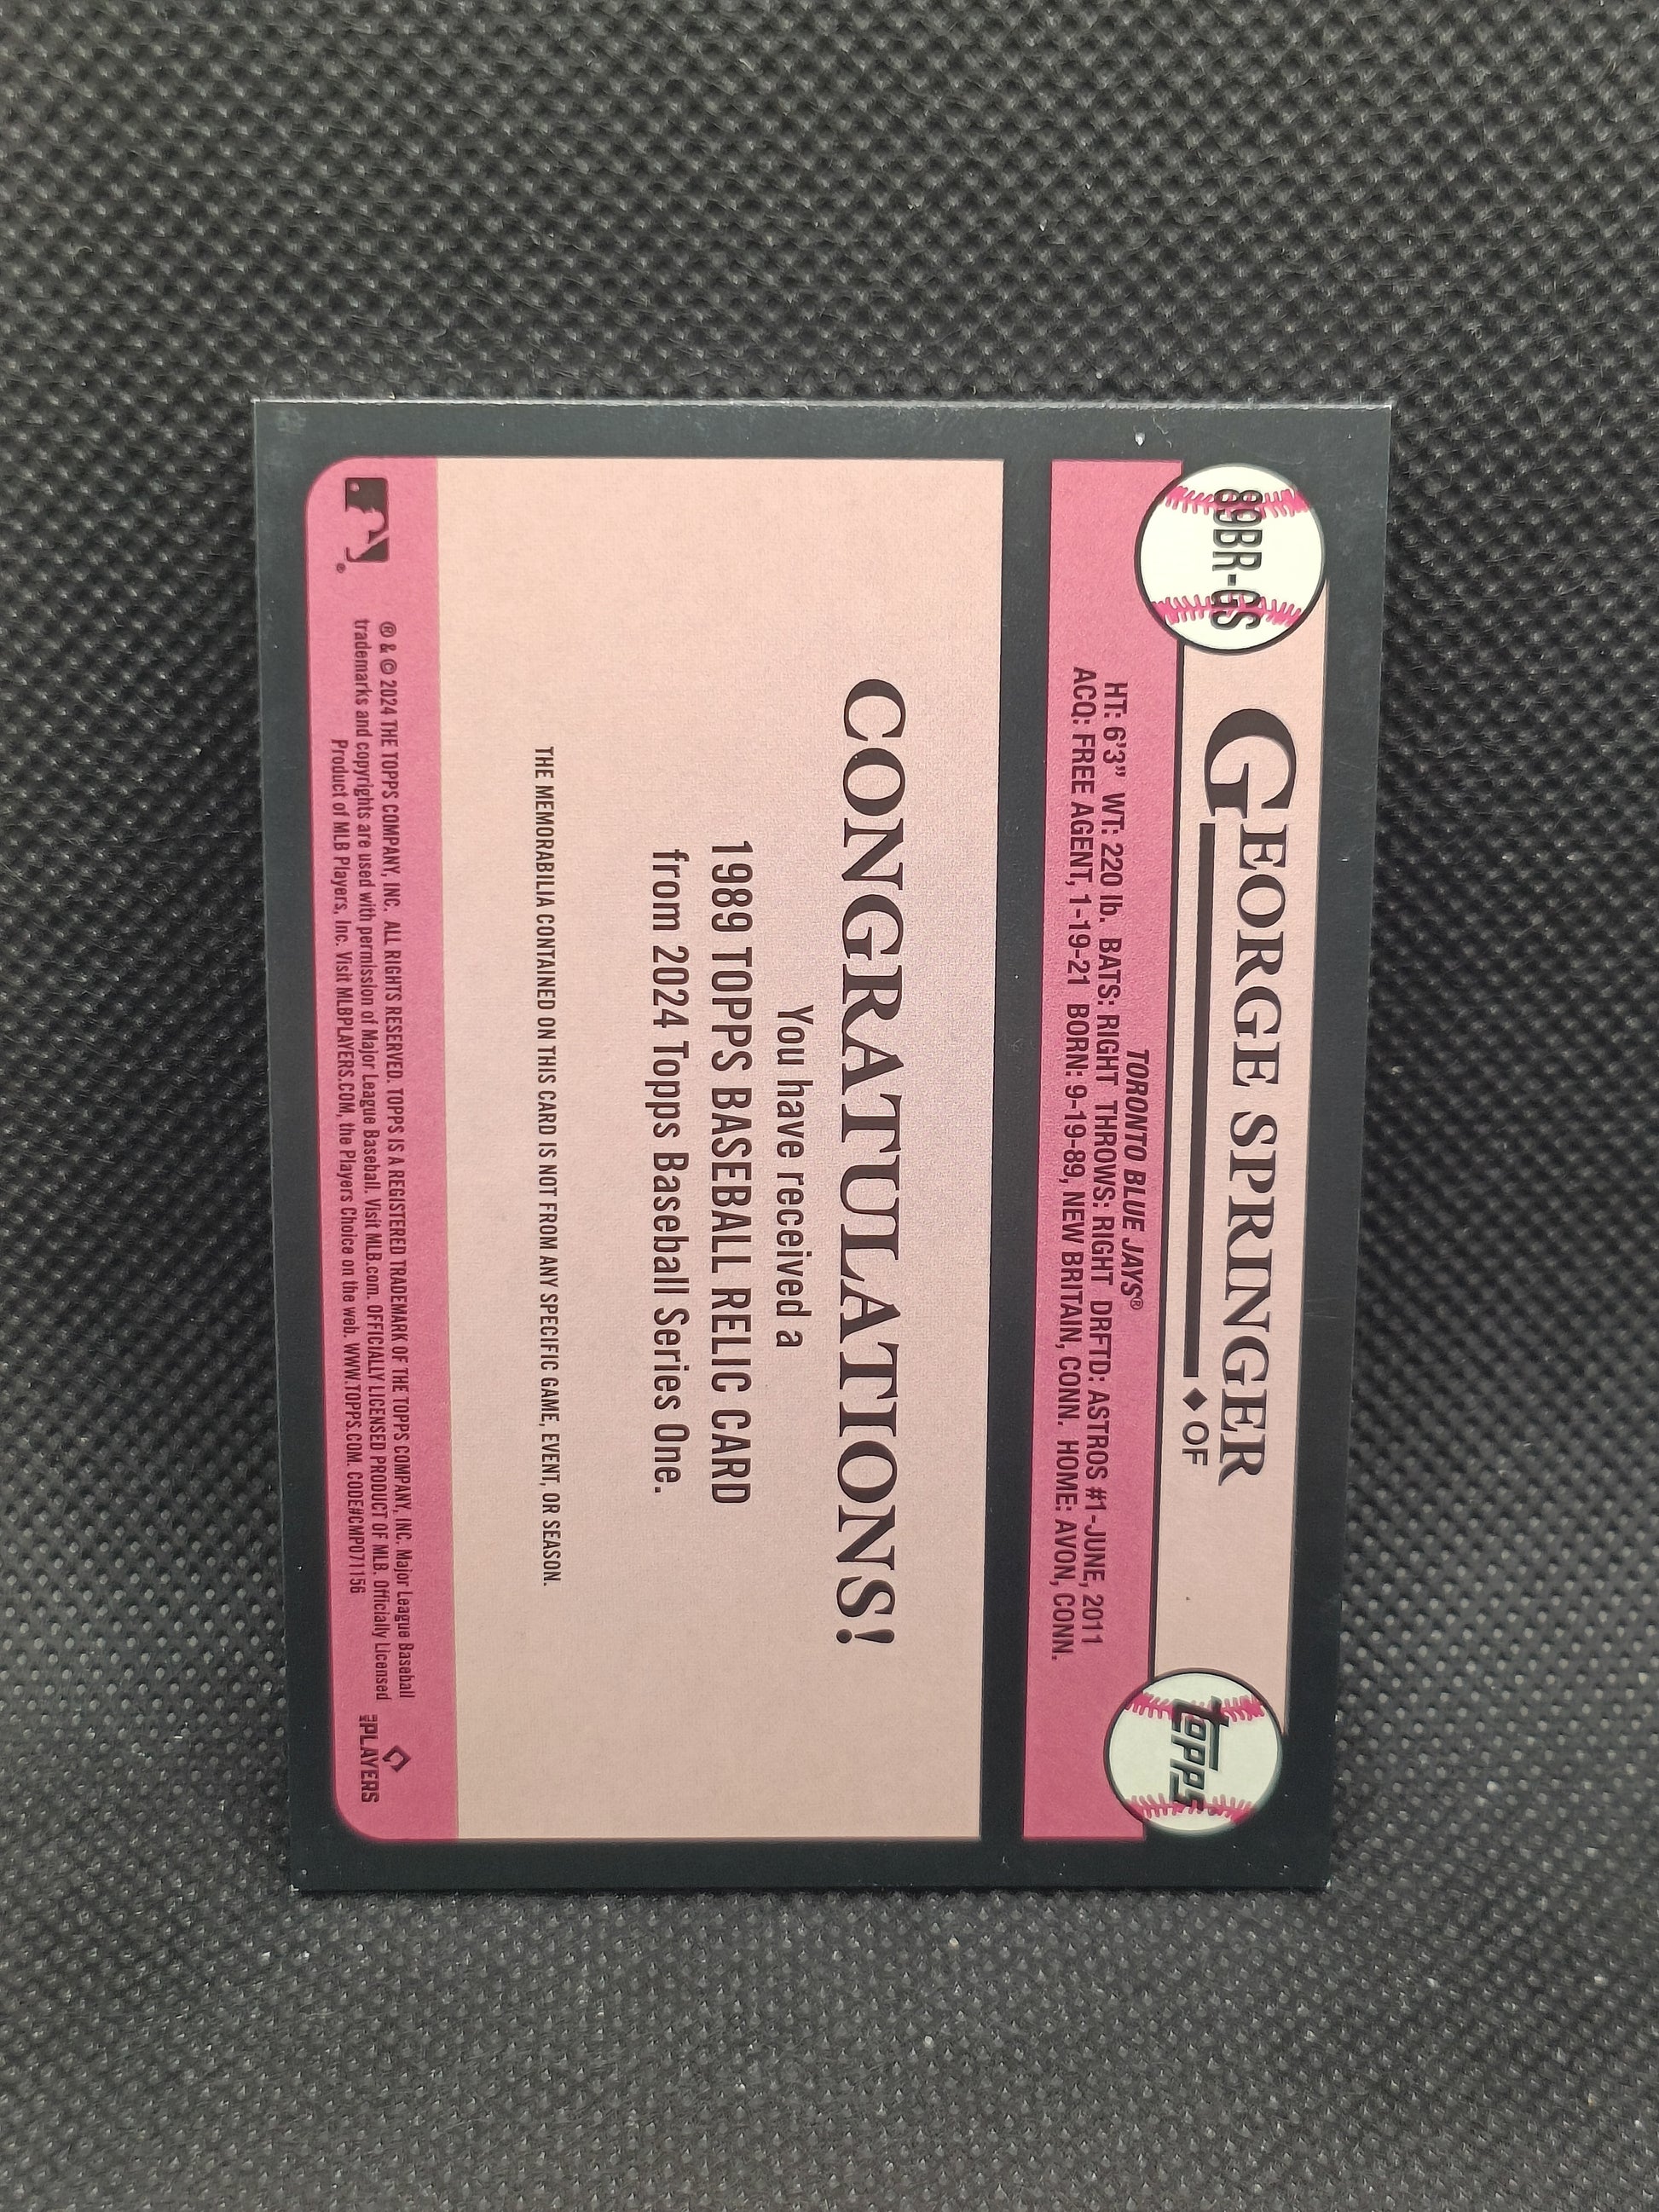 89BR-GS
GEORGE SPRINGER
◆ OF
topps
TORONTO BLUE JAYS®
HT: 6'3" WT: 220 lb. BATS: RIGHT THROWS: RIGHT DRFTD: ASTROS #1-JUNE, 2011
ACQ: FREE AGENT, 1-19-21 BORN: 9-19-89, NEW BRITAIN, CONN. HOME: AVON, CONN.
CONGRATULATIONS!
You have received a
1989 TOPPS BASEBALL RELIC CARD
from 2024 Topps Baseball Series One.
THE MEMORABILIA CONTAINED ON THIS CARD IS NOT FROM ANY SPECIFIC GAME, EVENT, OR SEASON.
®
® & © 2024 THE TOPPS COMPANY, INC. ALL RIGHTS RESERVED. TOPPS IS A REGISTERED TRADEMARK OF THE TOPPS COMPANY, INC. Major League Baseball
trademarks and copyrights are used with permission of Major League Baseball. Visit MLB.com. OFFICIALLY LICENSED PRODUCT OF MLB. Officially Licensed
Product of MLB Players, Inc. Visit MLBPLAYERS.COM, the Players Choice on the web. WWW.TOPPS.COM. CODE#CMP071156
PLAYERS